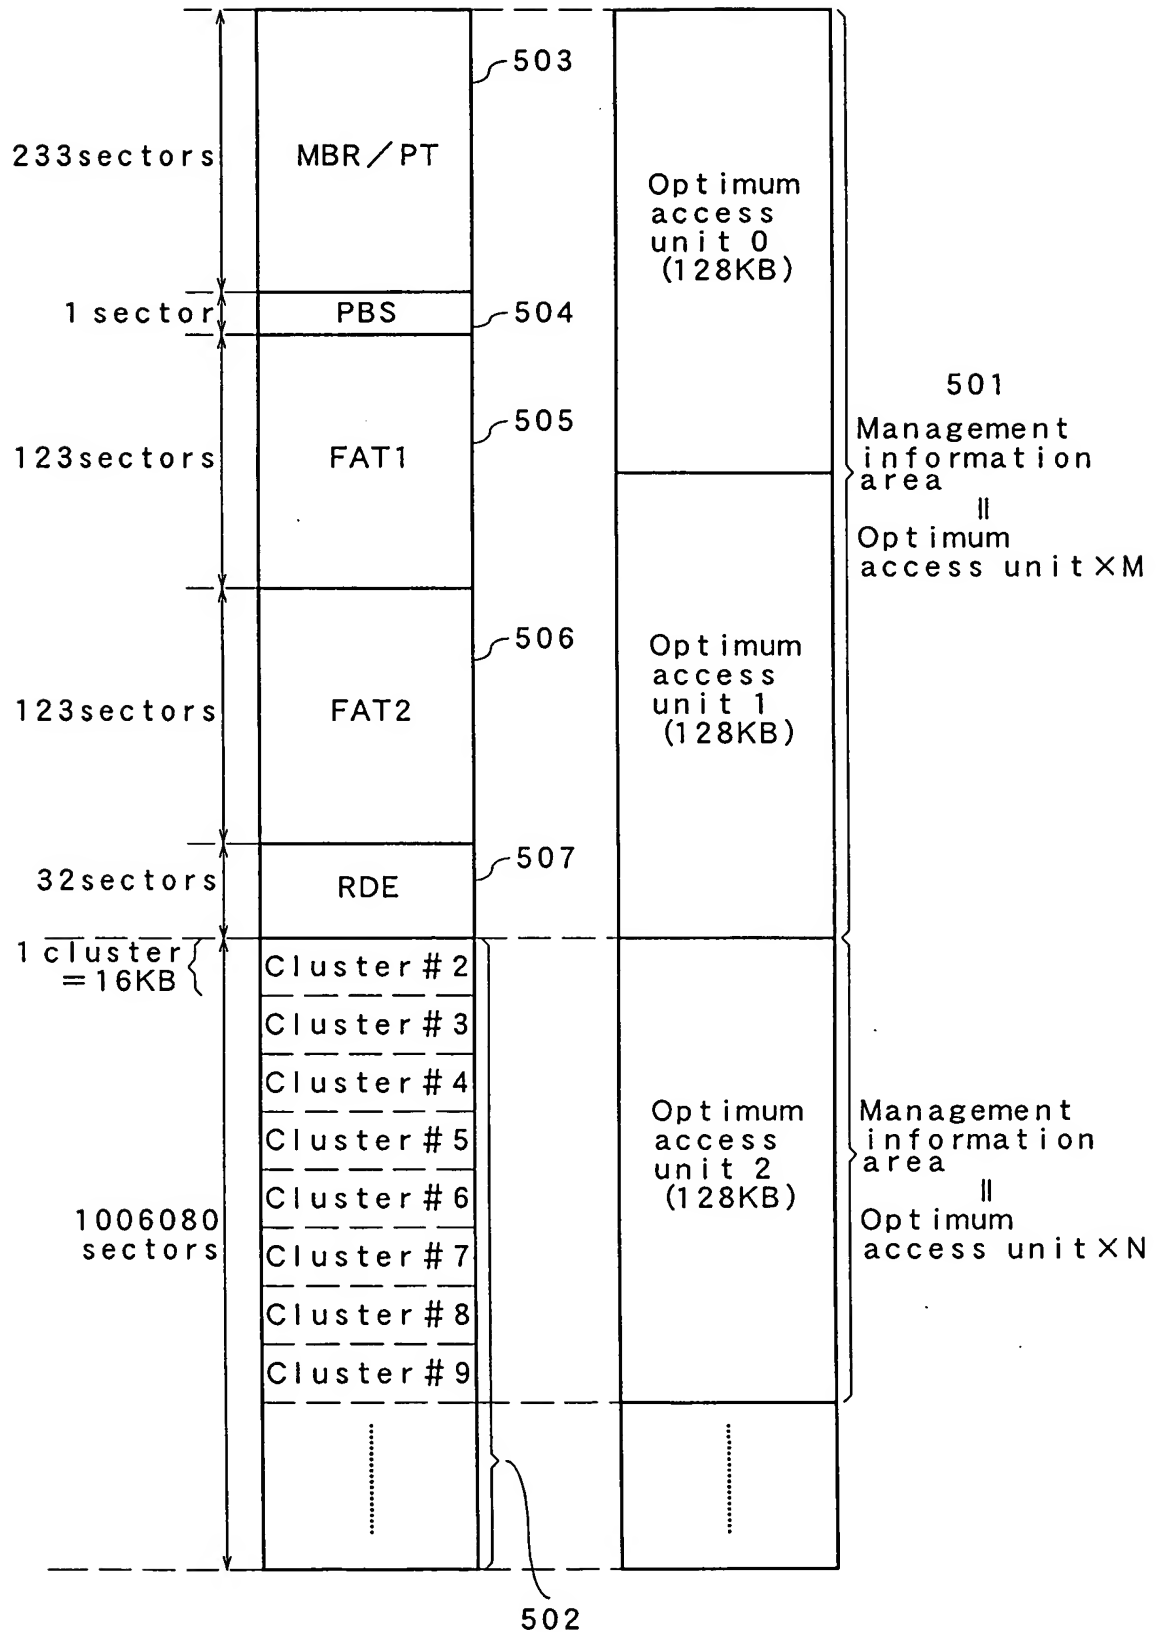 503
233sectors
MBR/PT
Optimum
access
unit 0
(128KB)
1 sector
PBS
504
501
Management
information
area
=
Optimum
access unit×M
505
123sectors
FAT1
506
123sectors
FAT2
Optimum
access
unit 1
(128KB)
507
32sectors
RDE
1 cluster
=16KB
Cluster#2
Cluster#3
Cluster#4
Cluster#5
Cluster#6
Cluster#7
Cluster#8
Cluster#9
1006080
sectors
Optimum
access
unit 2
(128KB)
Management
information
area
=
Optimum
access unit×N
502